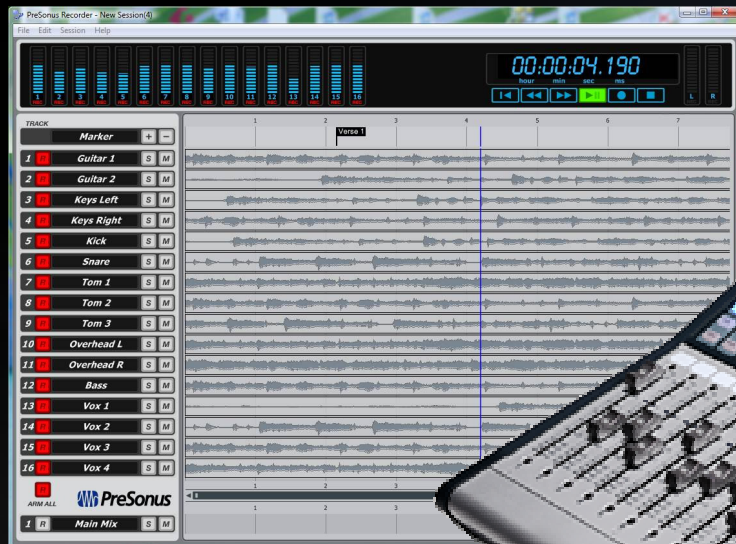 PreSonus Recorder - New Session(4)
File Edit Session Help
00:00:04.190
hour min sec ms
1 2 3 4 5 6 7 8 9 10 11 12 13 14 15 16
REC REC REC REC REC REC REC REC REC REC REC REC REC REC REC REC
L R
TRACK
1 2 3 4 5 6 7
Marker + -
Verse 1
1 R Guitar 1 S M
2 R Guitar 2 S M
3 R Keys Left S M
4 R Keys Right S M
5 R Kick S M
6 R Snare S M
7 R Tom 1 S M
8 R Tom 2 S M
9 R Tom 3 S M
10 R Overhead L S M
11 R Overhead R S M
12 R Bass S M
13 R Vox 1 S M
14 R Vox 2 S M
15 R Vox 3 S M
16 R Vox 4 S M
1 2 3
R
ARM ALL
PreSonus
1 2 3
1 R Main Mix S M